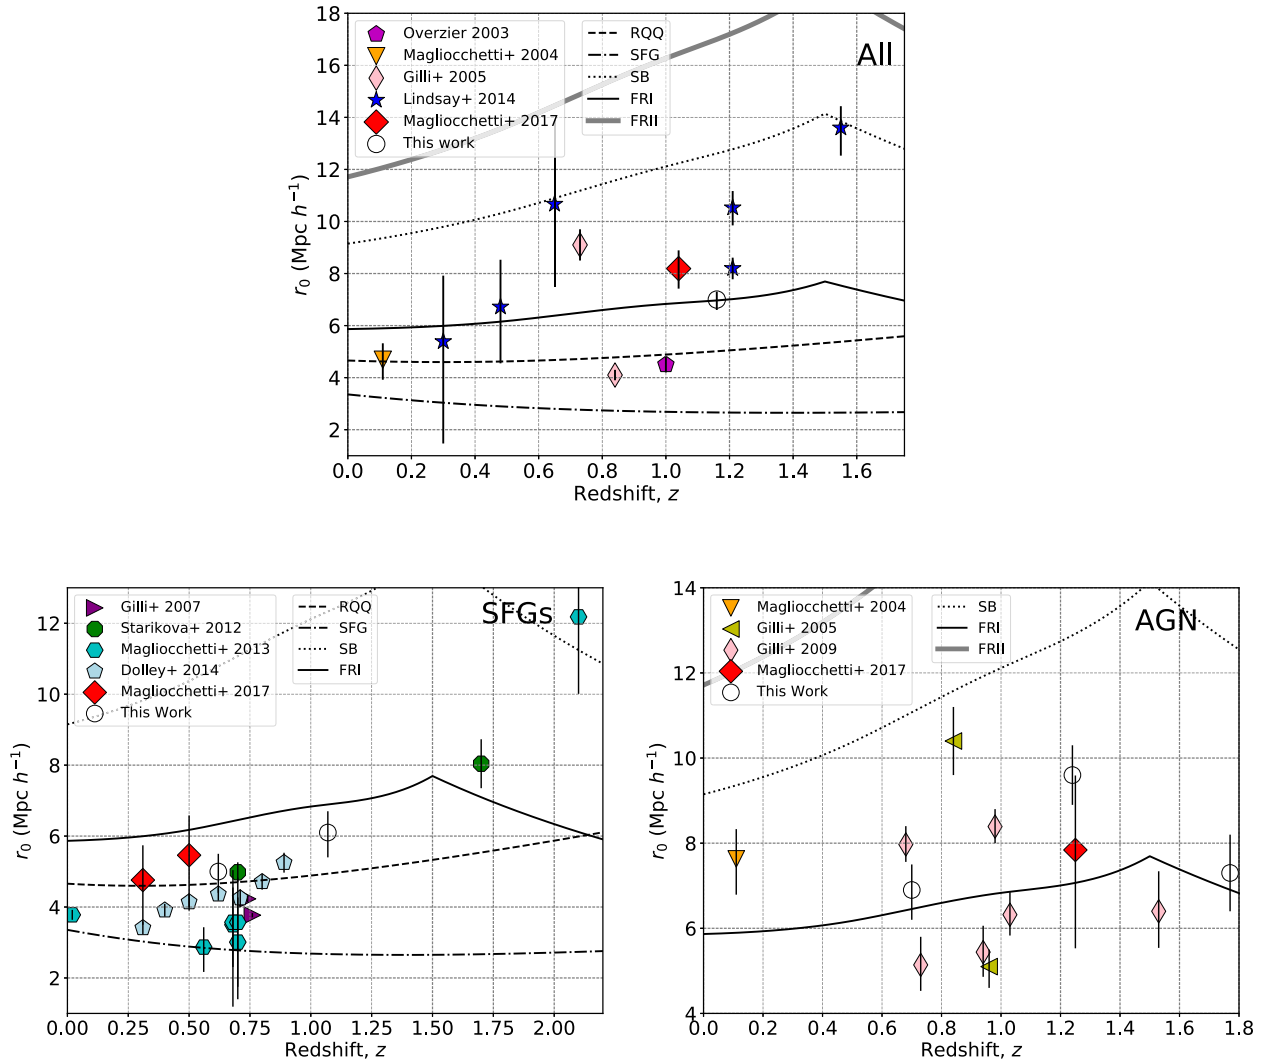 18
16
14
12
10
8
6
4
2
r₀ (Mpc h⁻¹)
Overzier 2003
Magliocchetti+ 2004
Gilli+ 2005
Lindsay+ 2014
Magliocchetti+ 2017
This work
RQQ
SFG
SB
FRI
FRII
All
0.0 0.2 0.4 0.6 0.8 1.0 1.2 1.4 1.6
Redshift, z
12
10
8
6
4
2
r₀ (Mpc h⁻¹)
Gilli+ 2007
Starikova+ 2012
Magliocchetti+ 2013
Dolley+ 2014
Magliocchetti+ 2017
This Work
RQQ
SFG
SB
FRI
SFGs
0.00 0.25 0.50 0.75 1.00 1.25 1.50 1.75 2.00
Redshift, z
14
12
10
8
6
4
r₀ (Mpc h⁻¹)
Magliocchetti+ 2004
Gilli+ 2005
Gilli+ 2009
Magliocchetti+ 2017
This Work
SB
FRI
FRII
AGN
0.0 0.2 0.4 0.6 0.8 1.0 1.2 1.4 1.6 1.8
Redshift, z